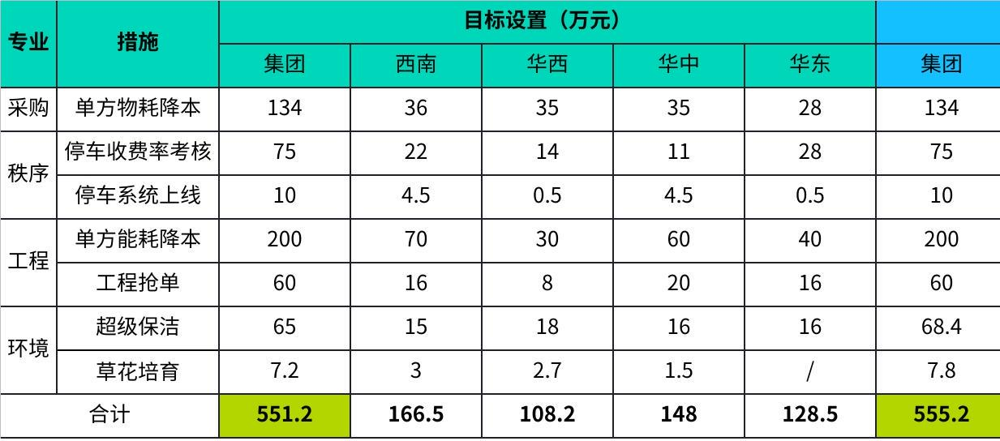 专业 措施 目标设置（万元）
集团 西南 华西 华中 华东 集团
采购 单方物耗降本 134 36 35 35 28 134
秩序 停车收费率考核 75 22 14 11 28 75
停车系统上线 10 4.5 0.5 4.5 0.5 10
工程 单方能耗降本 200 70 30 60 40 200
工程抢单 60 16 8 20 16 60
环境 超级保洁 65 15 18 16 16 68.4
草花培育 7.2 3 2.7 1.5 / 7.8
合计 551.2 166.5 108.2 148 128.5 555.2